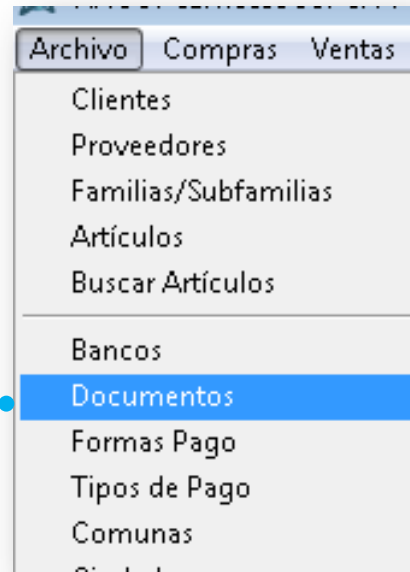 Archivo Compras Ventas
Clientes
Proveedores
Familias/Subfamilias
Artículos
Buscar Artículos
Bancos
Documentos
Formas Pago
Tipos de Pago
Comunas